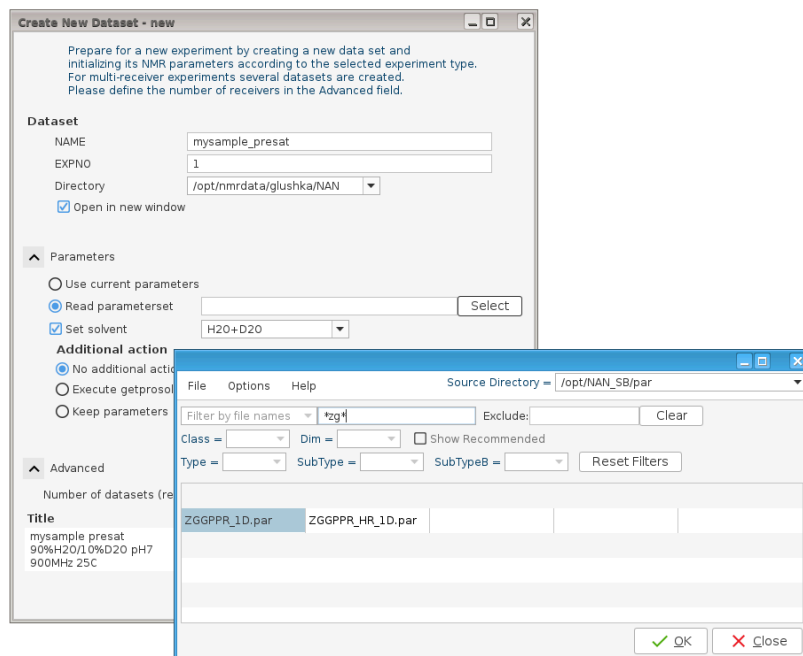 Create New Dataset - new
Prepare for a new experiment by creating a new data set and
initializing its NMR parameters according to the selected experiment type.
For multi-receiver experiments several datasets are created.
Please define the number of receivers in the Advanced field.
Dataset
NAME mysample_presat
EXPNO 1
Directory /opt/nmrdata/glushka/NAN
Open in new window
Parameters
Use current parameters
Read parameterset Select
Set solvent H2O+D2O
Additional action
No additional actic
Execute getprosol
Keep parameters
Advanced
Number of datasets (re
Title
mysample presat
90%H20/10%D20 pH7
900MHz 25C
File Options Help Source Directory = /opt/NAN_SB/par
Filter by file names *zg* Exclude: Clear
Class = Dim = Show Recommended
Type = SubType = SubTypeB = Reset Filters
ZGGPPR_1D.par ZGGPPR_HR_1D.par
OK Close